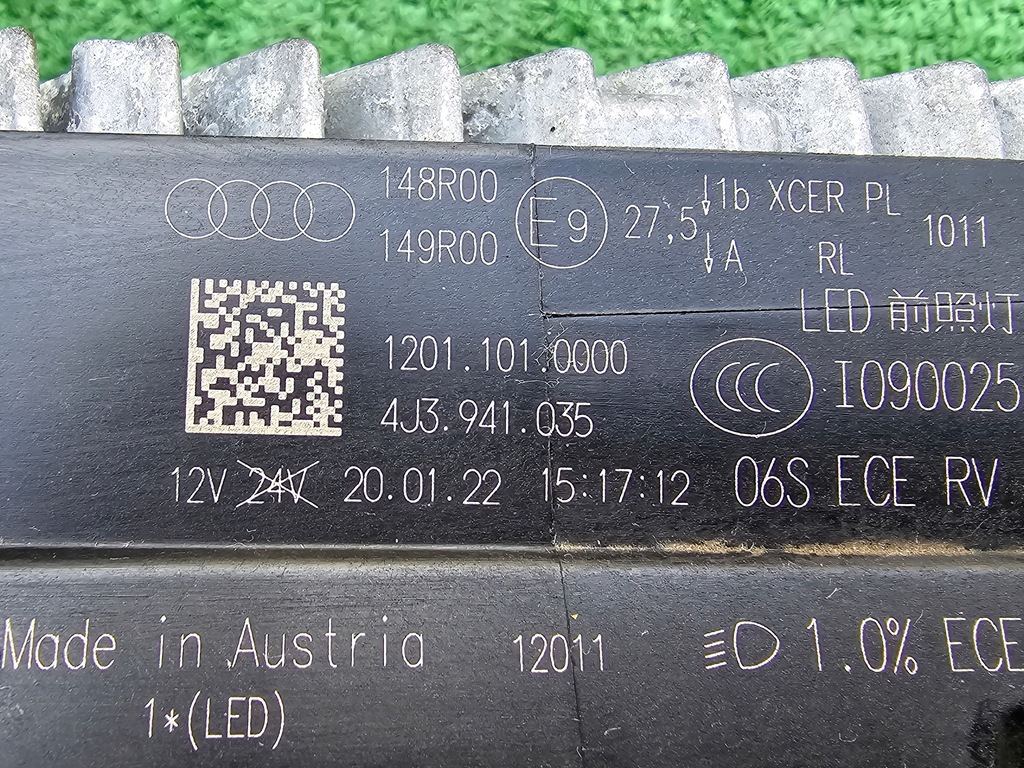 148R00 E9 27,5 ↓1b XCER PL
149R00 ↓A RL 1011
LED 前照灯
1201.101.0000
CCC I090025
4J3.941.035
12V 24V 20.01.22 15:17:12 06S ECE RV
Made in Austria 12011 1.0% ECE
1*(LED)